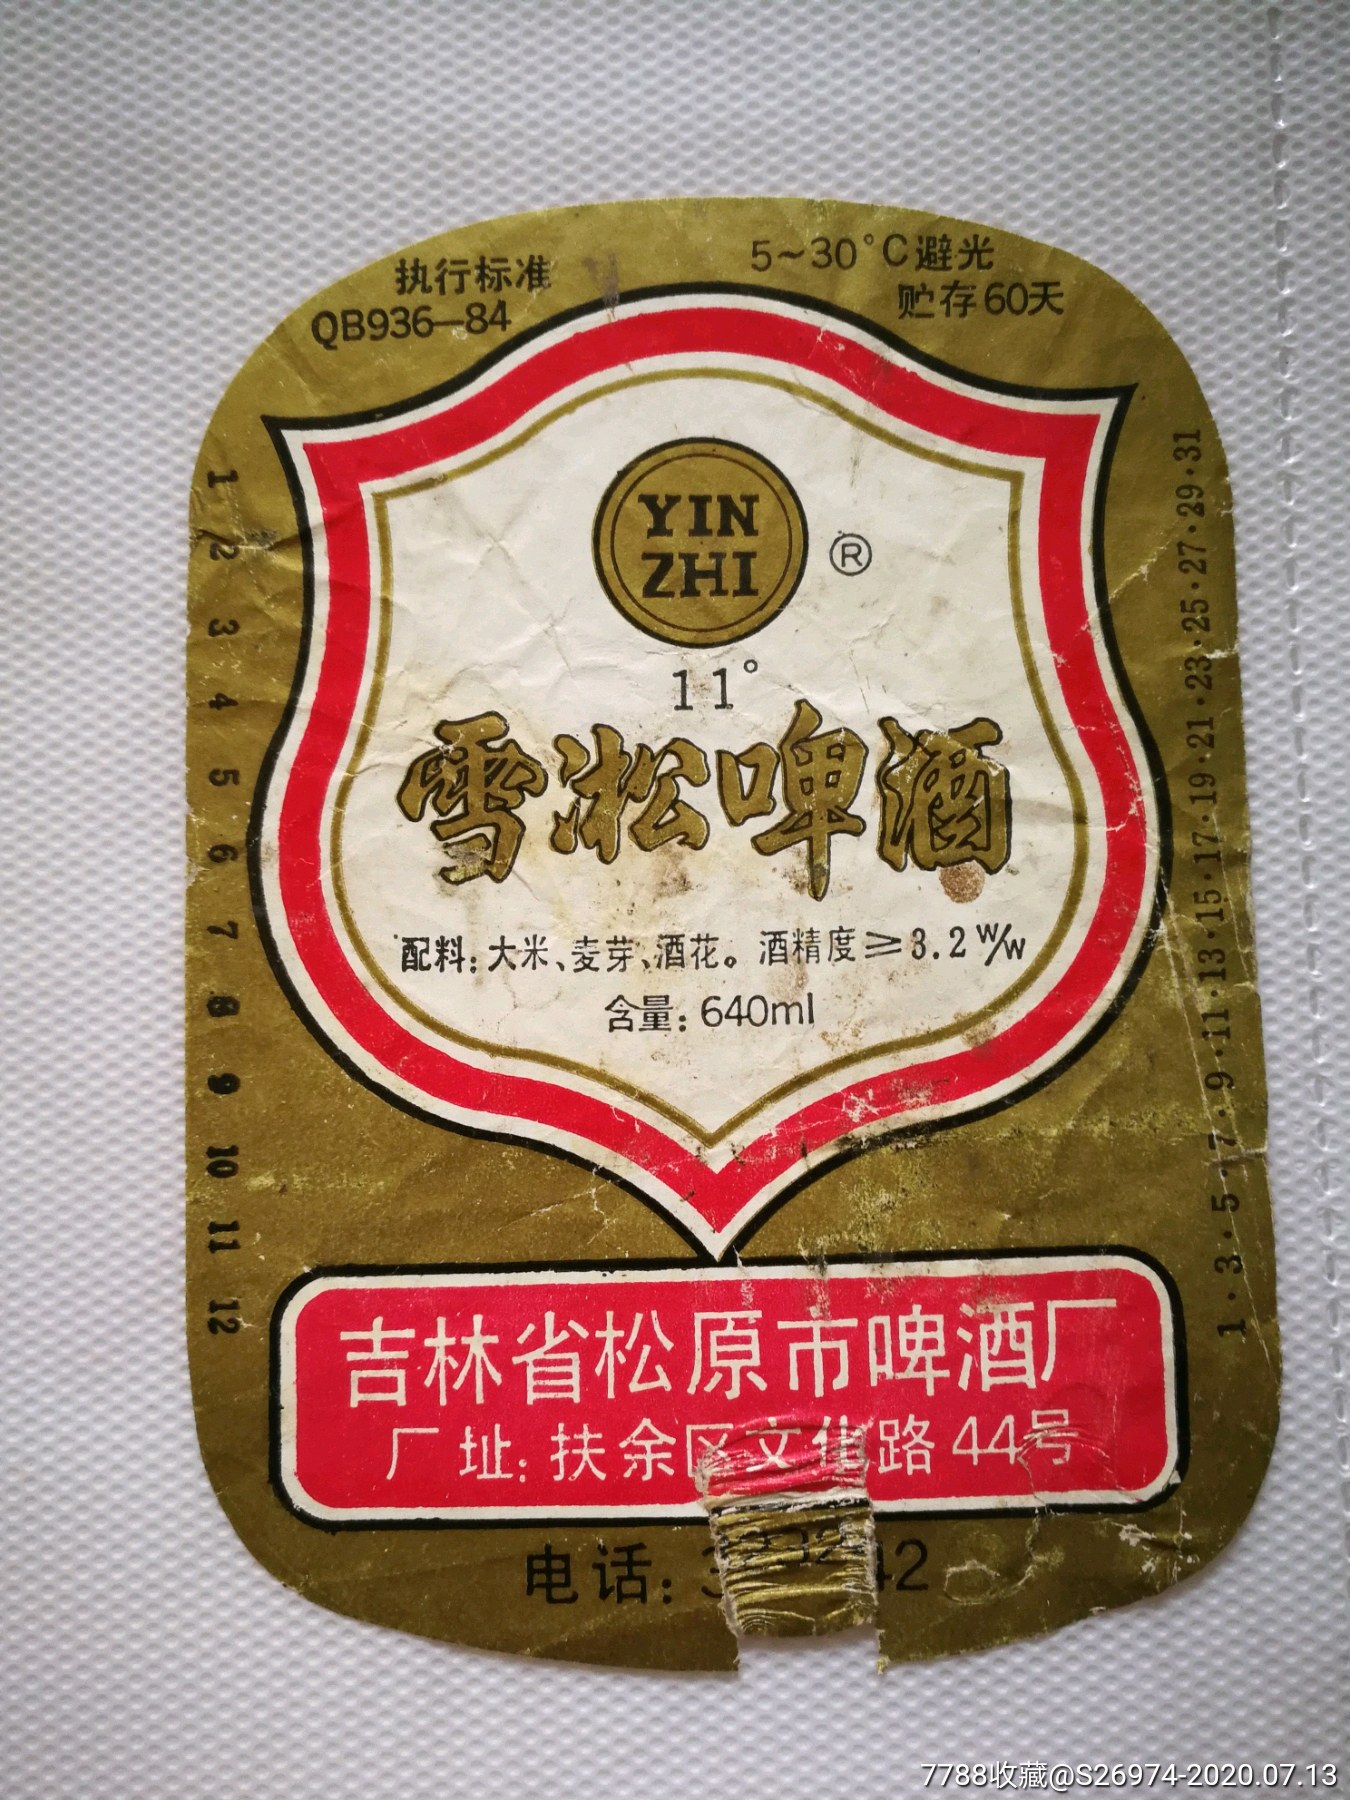 执行标准
QB936—84
5~30°C避光
贮存60天
YIN
ZHI
®
11°
雪淞啤酒
配料:大米、麦芽、酒花。酒精度≥3.2 w/w
含量:640ml
1 2 3 4 5 6 7 8 9 10 11 12
1·3·5·7·9·11·13·15·17·19·21·23·25·27·29·31
吉林省松原市啤酒厂
厂址:扶余区文化路44号
电话:
7788收藏@S26974-2020.07.13